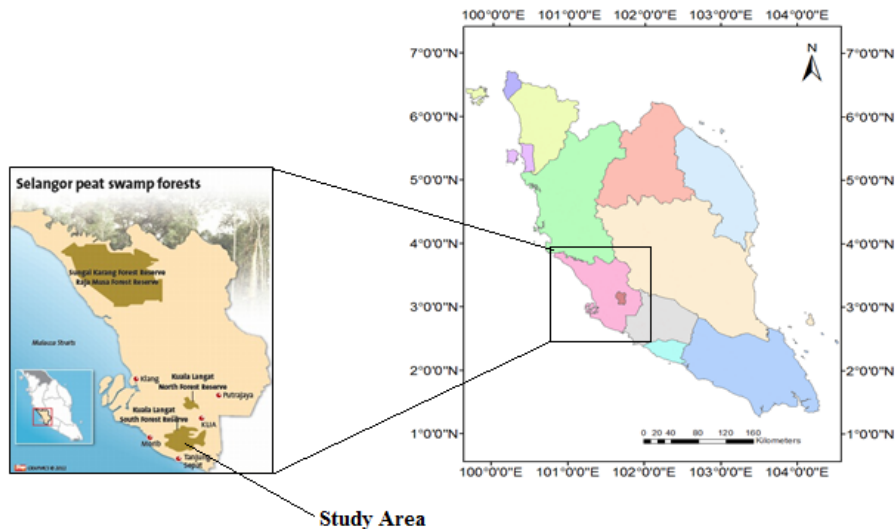 Selangor peat swamp forests
Sungai Karang Forest Reserve
Raja Musa Forest Reserve
Malacca Straits
Klang
Kuala Langat
North Forest Reserve
Putrajaya
Kuala Langat
South Forest Reserve
KLIA
Morib
Tanjung
Sepat
GRAPHICS © 2012
Study Area
100°0'0"E 101°0'0"E 102°0'0"E 103°0'0"E 104°0'0"E
7°0'0"N 7°0'0"N
N
6°0'0"N 6°0'0"N
5°0'0"N 5°0'0"N
4°0'0"N 4°0'0"N
3°0'0"N 3°0'0"N
2°0'0"N 2°0'0"N
1°0'0"N 1°0'0"N
0 20 40 80 120 160
Kilometers
100°0'0"E 101°0'0"E 102°0'0"E 103°0'0"E 104°0'0"E